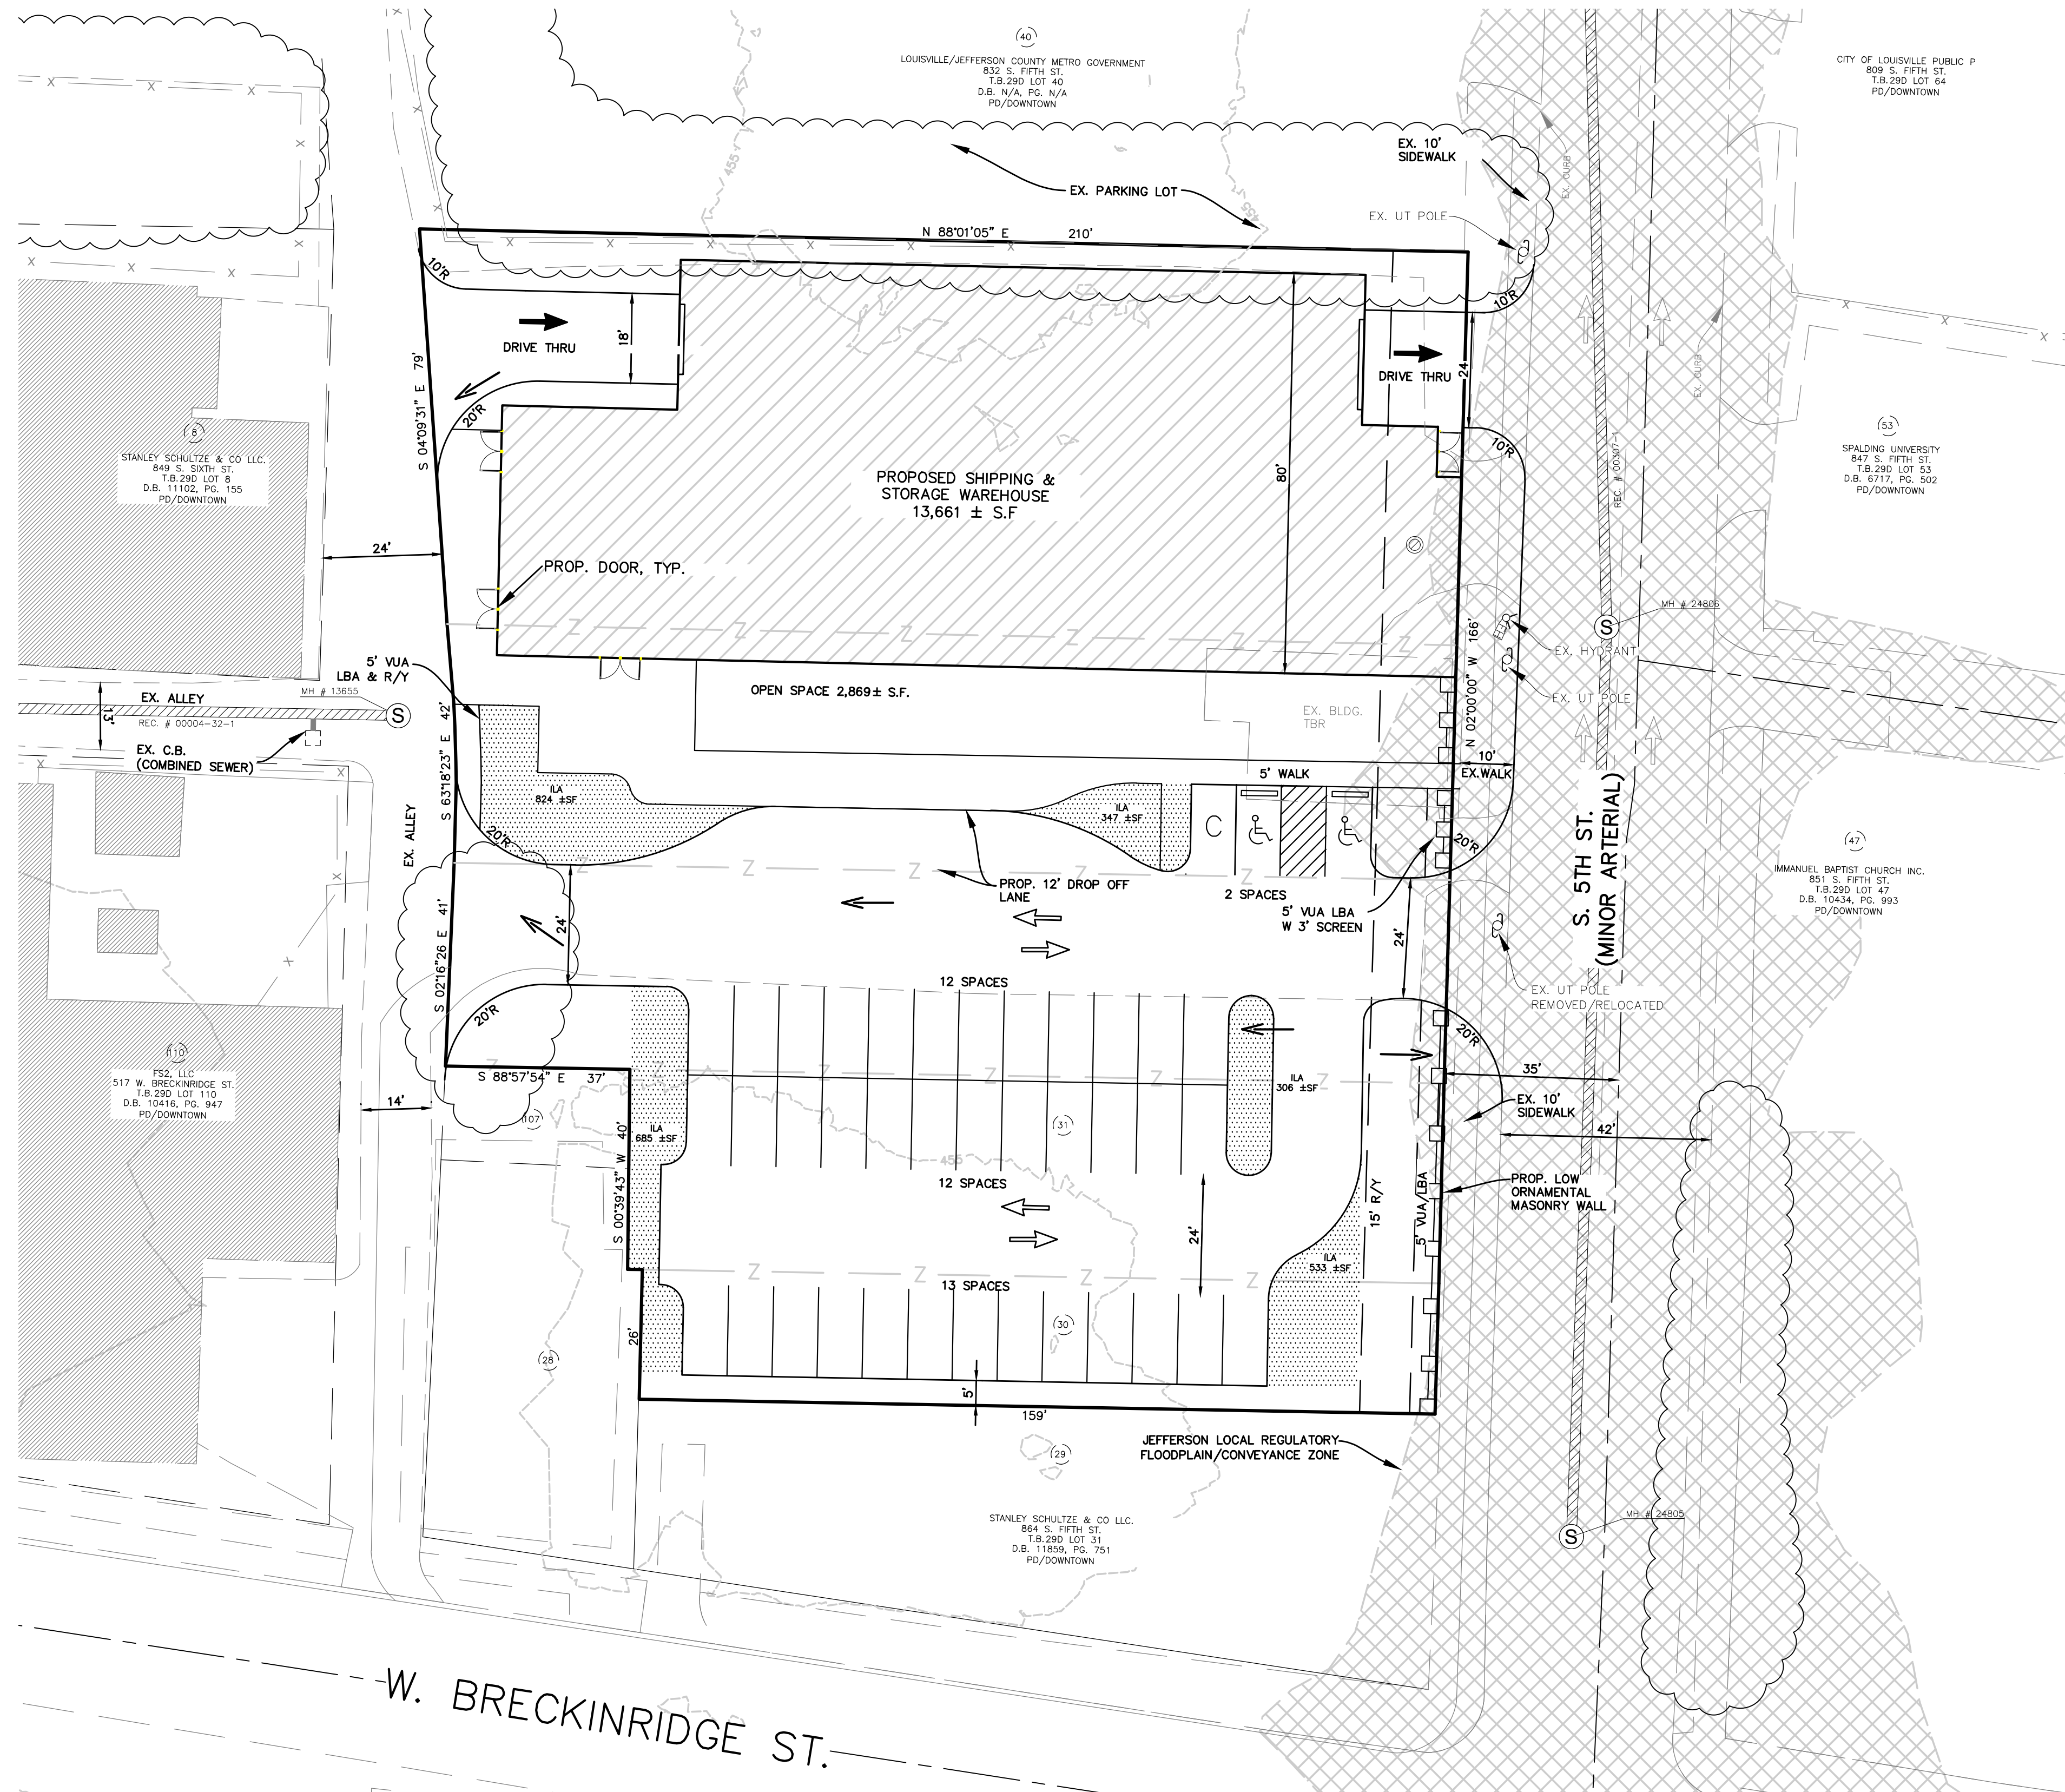 (40)
LOUISVILLE/JEFFERSON COUNTY METRO GOVERNMENT
832 S. FIFTH ST.
T.B.29D LOT 40
D.B. N/A, PG. N/A
PD/DOWNTOWN
CITY OF LOUISVILLE PUBLIC P
809 S. FIFTH ST.
T.B.29D LOT 64
PD/DOWNTOWN
EX. 10'
SIDEWALK
EX. CURB
455
EX. PARKING LOT
455
EX. UT POLE
N 88°01'05" E 210'
10'R
10'R
DRIVE THRU
18'
DRIVE THRU
24'
EX. CURB
S 04°09'31" E 79'
20'R
10'R
(8)
STANLEY SCHULTZE & CO LLC.
849 S. SIXTH ST.
T.B.29D LOT 8
D.B. 11102, PG. 155
PD/DOWNTOWN
(53)
SPALDING UNIVERSITY
847 S. FIFTH ST.
T.B.29D LOT 53
D.B. 6717, PG. 502
PD/DOWNTOWN
PROPOSED SHIPPING &
STORAGE WAREHOUSE
13,661 ± S.F
80'
REC. # 00307-1
24'
PROP. DOOR, TYP.
MH # 24806
S
EX. HYDRANT
EX. UT POLE
N 02°00'00" W 166'
5' VUA
LBA & R/Y
OPEN SPACE 2,869± S.F.
EX. BLDG.
TBR
EX. ALLEY
MH # 13655
S
REC. # 00004-32-1
13'
EX. C.B.
(COMBINED SEWER)
S 63°18'23" E 42'
10'
EX.WALK
5' WALK
ILA
824 ±SF
ILA
347 ±SF
C
20'R
20'R
EX. ALLEY
PROP. 12' DROP OFF
LANE
2 SPACES
5' VUA LBA
W 3' SCREEN
S. 5TH ST.
(MINOR ARTERIAL)
(47)
IMMANUEL BAPTIST CHURCH INC.
851 S. FIFTH ST.
T.B.29D LOT 47
D.B. 10434, PG. 993
PD/DOWNTOWN
S 02°16'26 E 41'
24'
24'
12 SPACES
EX. UT POLE
REMOVED/RELOCATED
20'R
20'R
(110)
FS2, LLC
517 W. BRECKINRIDGE ST.
T.B.29D LOT 110
D.B. 10416, PG. 947
PD/DOWNTOWN
14'
S 88°57'54" E 37'
(107)
ILA
306 ±SF
35'
EX. 10'
SIDEWALK
42'
ILA
685 ±SF
(31)
455
12 SPACES
S 00°39'43" W 40'
15' R/Y
5' VUA/LBA
PROP. LOW
ORNAMENTAL
MASONRY WALL
24'
ILA
533 ±SF
13 SPACES
26'
(30)
(28)
5'
159'
(29)
JEFFERSON LOCAL REGULATORY
FLOODPLAIN/CONVEYANCE ZONE
STANLEY SCHULTZE & CO LLC.
864 S. FIFTH ST.
T.B.29D LOT 31
D.B. 11859, PG. 751
PD/DOWNTOWN
MH # 24805
S
W. BRECKINRIDGE ST.